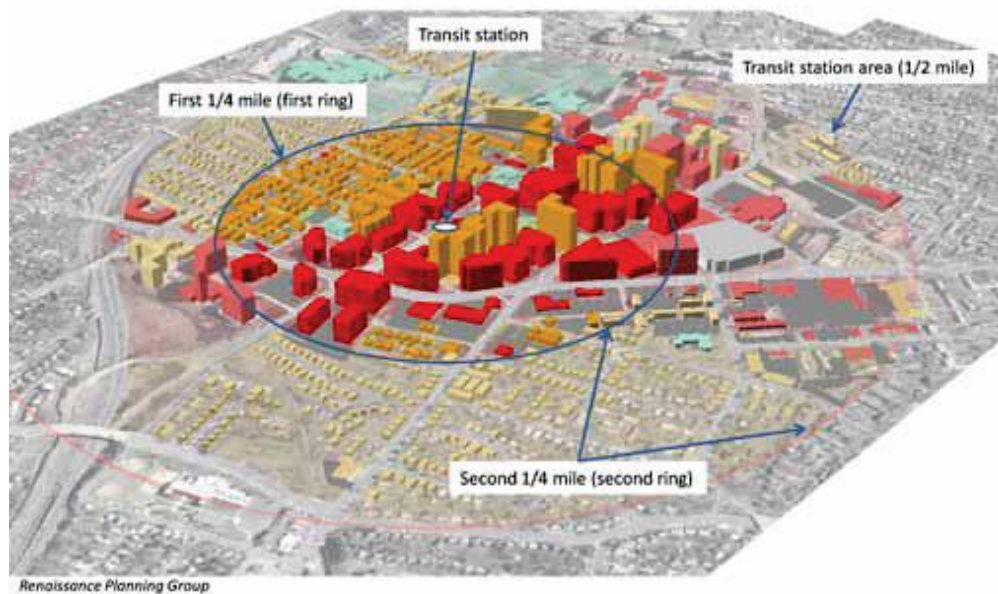 Transit station
Transit station area (1/2 mile)
First 1/4 mile (first ring)
Second 1/4 mile (second ring)
Renaissance Planning Group